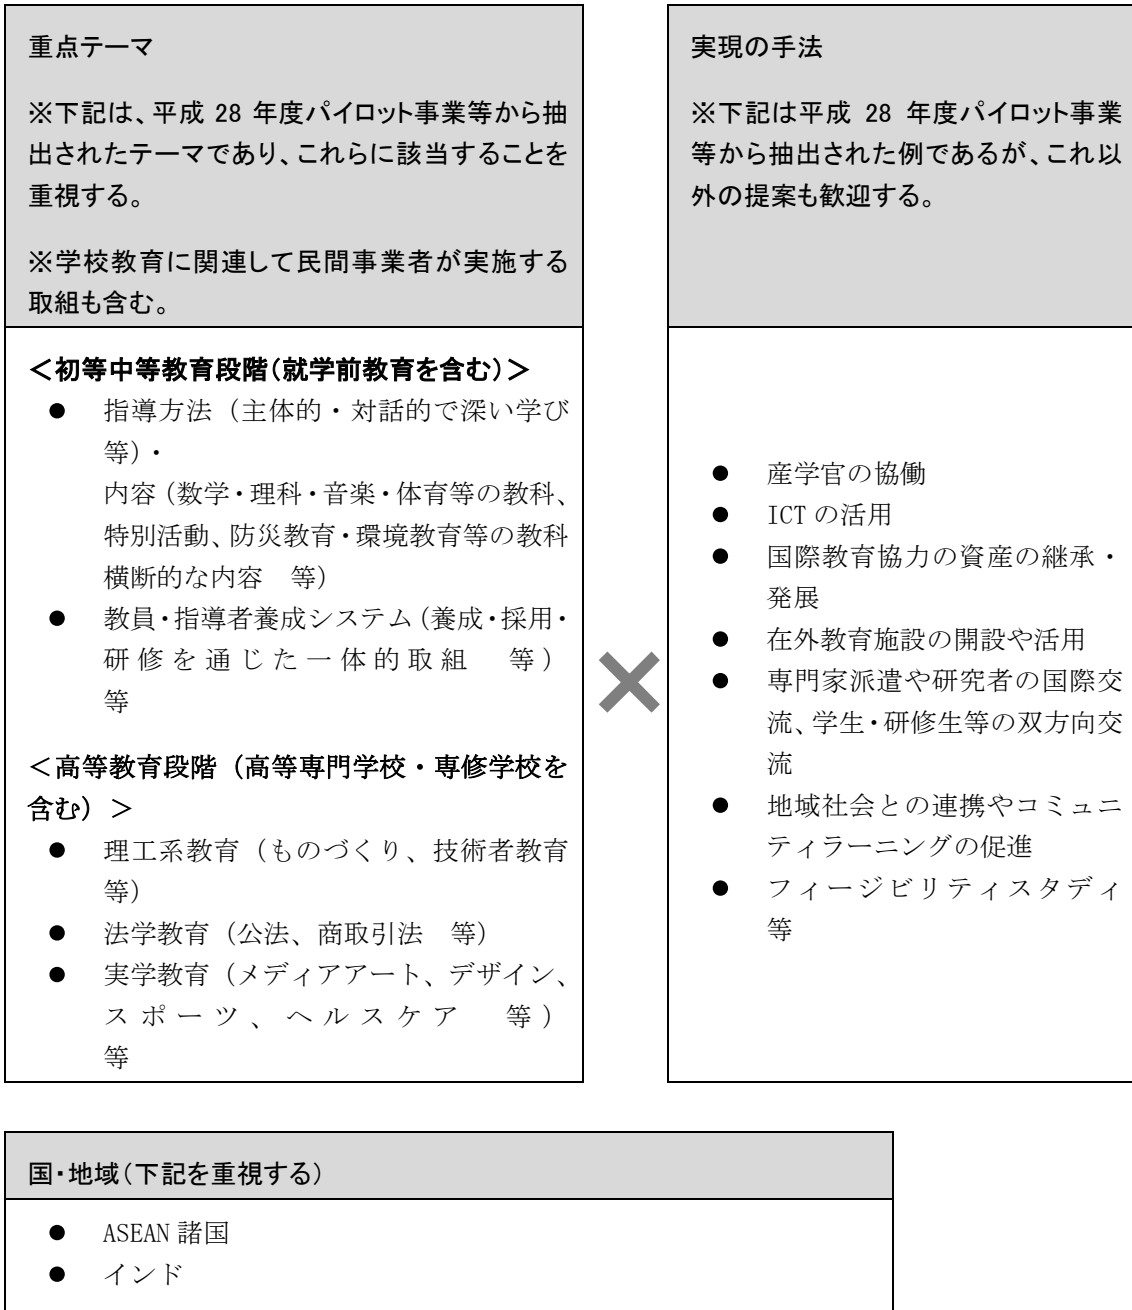 重点テーマ
※下記は、平成 28 年度パイロット事業等から抽
出されたテーマであり、これらに該当することを
重視する。
※学校教育に関連して民間事業者が実施する
取組も含む。
＜初等中等教育段階（就学前教育を含む）＞
● 指導方法（主体的・対話的で深い学び
等）・
内容（数学・理科・音楽・体育等の教科、
特別活動、防災教育・環境教育等の教科
横断的な内容　等）
● 教員・指導者養成システム（養成・採用・
研修を通じた一体的取組　等）
等
＜高等教育段階（高等専門学校・専修学校を
含む）＞
● 理工系教育（ものづくり、技術者教育
等）
● 法学教育（公法、商取引法　等）
● 実学教育（メディアアート、デザイン、
スポーツ、ヘルスケア　等）
等
×
実現の手法
※下記は平成 28 年度パイロット事業
等から抽出された例であるが、これ以
外の提案も歓迎する。
● 産学官の協働
● ICT の活用
● 国際教育協力の資産の継承・
発展
● 在外教育施設の開設や活用
● 専門家派遣や研究者の国際交
流、学生・研修生等の双方向交
流
● 地域社会との連携やコミュニ
ティラーニングの促進
● フィージビリティスタディ
等
国・地域（下記を重視する）
● ASEAN 諸国
● インド